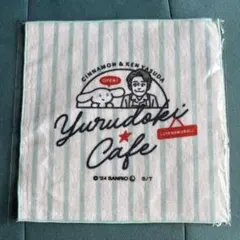 CINNAMON & KEN YASUDA
OPEN!
Yurudoki
CINNAMOROLL
Cafe
©'24 SANRIO S/T